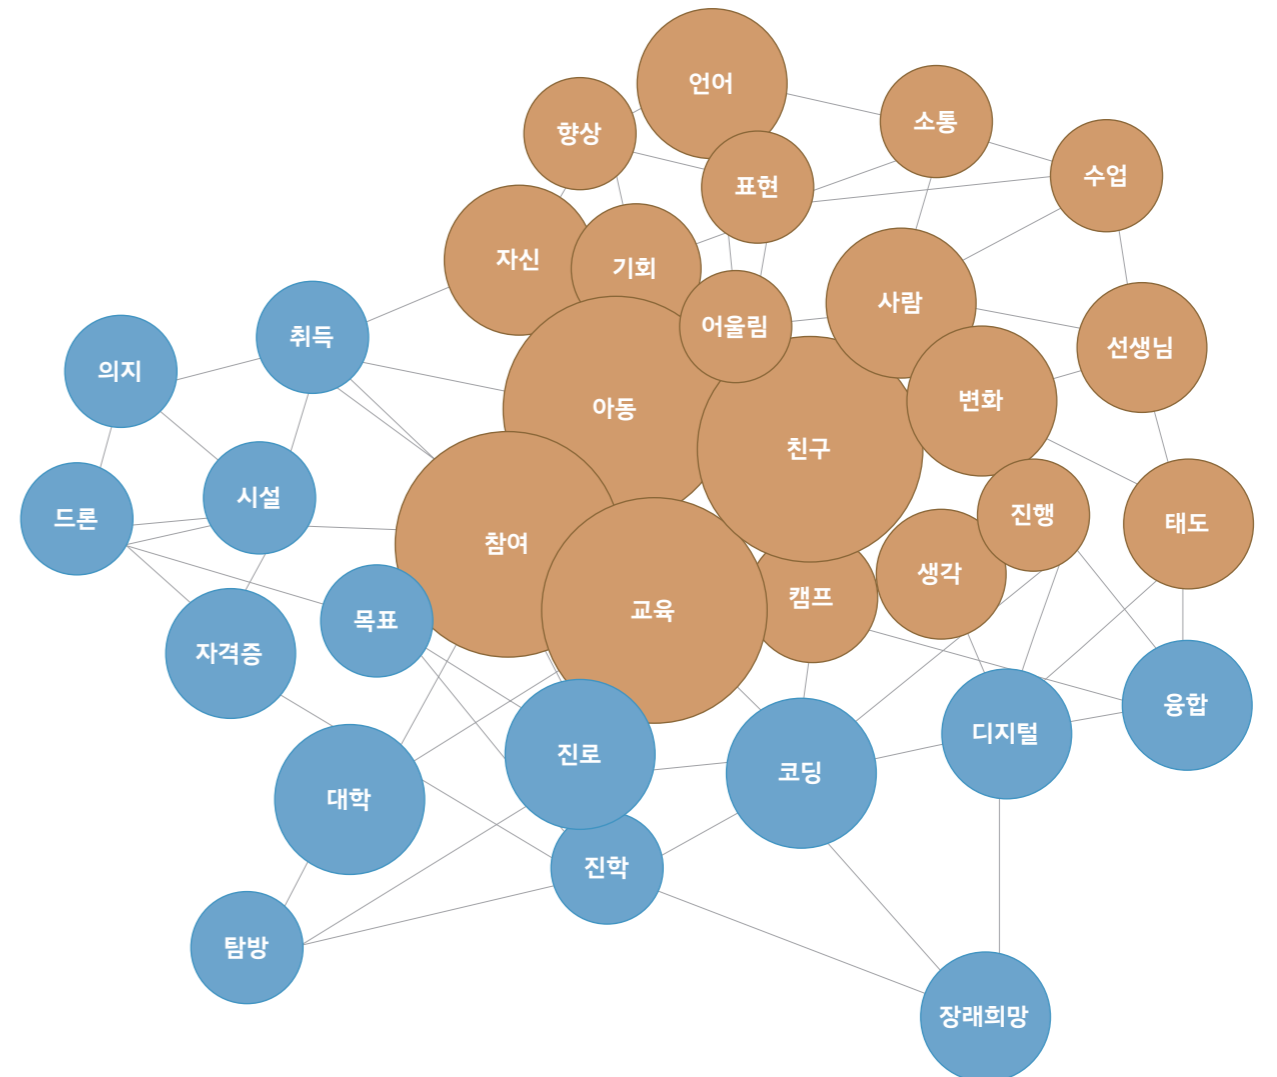 언어
향상
소통
표현
수업
자신
기회
사람
어울림
취득
선생님
의지
변화
아동
친구
시설
드론
진행
태도
참여
생각
캠프
교육
목표
자격증
융합
디지털
진로
코딩
대학
진학
탐방
장래희망